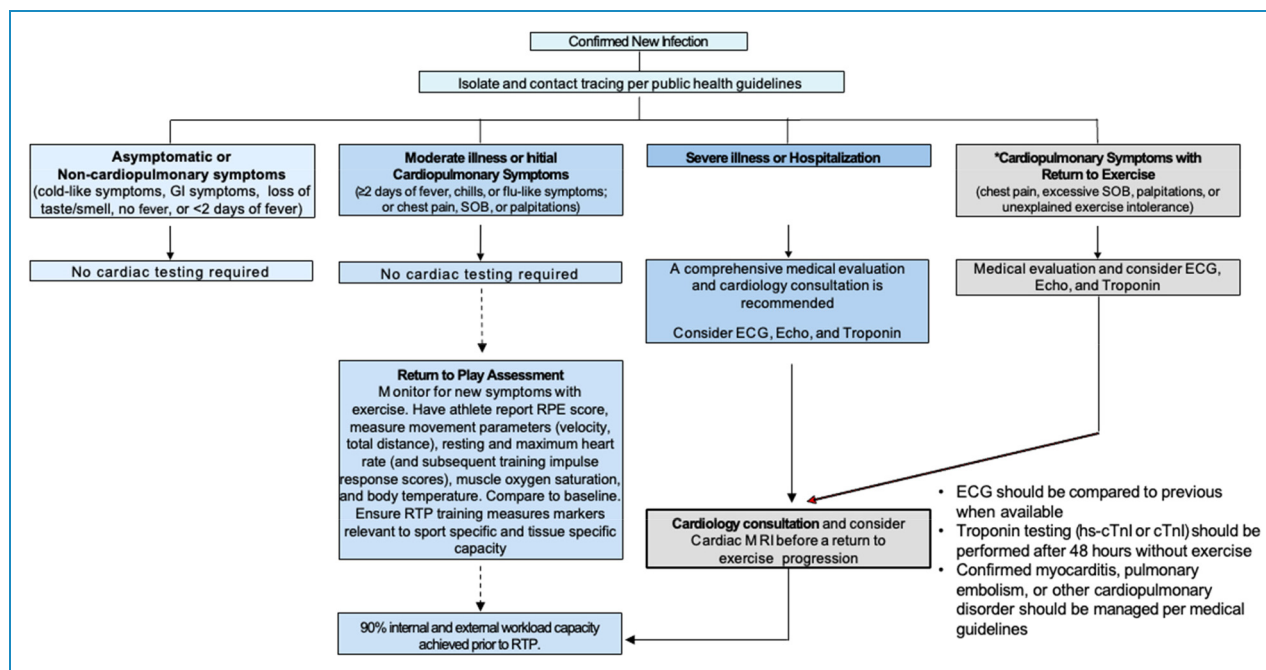 Confirmed New Infection
Isolate and contact tracing per public health guidelines
Asymptomatic or
Non-cardiopulmonary symptoms
(cold-like symptoms, GI symptoms, loss of
taste/smell, no fever, or <2 days of fever)
No cardiac testing required
Moderate illness or Initial
Cardiopulmonary Symptoms
(≥2 days of fever, chills, or flu-like symptoms;
or chest pain, SOB, or palpitations)
No cardiac testing required
Return to Play Assessment
Monitor for new symptoms with
exercise. Have athlete report RPE score,
measure movement parameters (velocity,
total distance), resting and maximum heart
rate (and subsequent training impulse
response scores), muscle oxygen saturation,
and body temperature. Compare to baseline.
Ensure RTP training measures markers
relevant to sport specific and tissue specific
capacity
90% internal and external workload capacity
achieved prior to RTP.
Severe illness or Hospitalization
A comprehensive medical evaluation
and cardiology consultation is
recommended
Consider ECG, Echo, and Troponin
Cardiology consultation and consider
Cardiac MRI before a return to
exercise progression
*Cardiopulmonary Symptoms with
Return to Exercise
(chest pain, excessive SOB, palpitations, or
unexplained exercise intolerance)
Medical evaluation and consider ECG,
Echo, and Troponin
• ECG should be compared to previous
when available
• Troponin testing (hs-cTnI or cTnI) should be
performed after 48 hours without exercise
• Confirmed myocarditis, pulmonary
embolism, or other cardiopulmonary
disorder should be managed per medical
guidelines